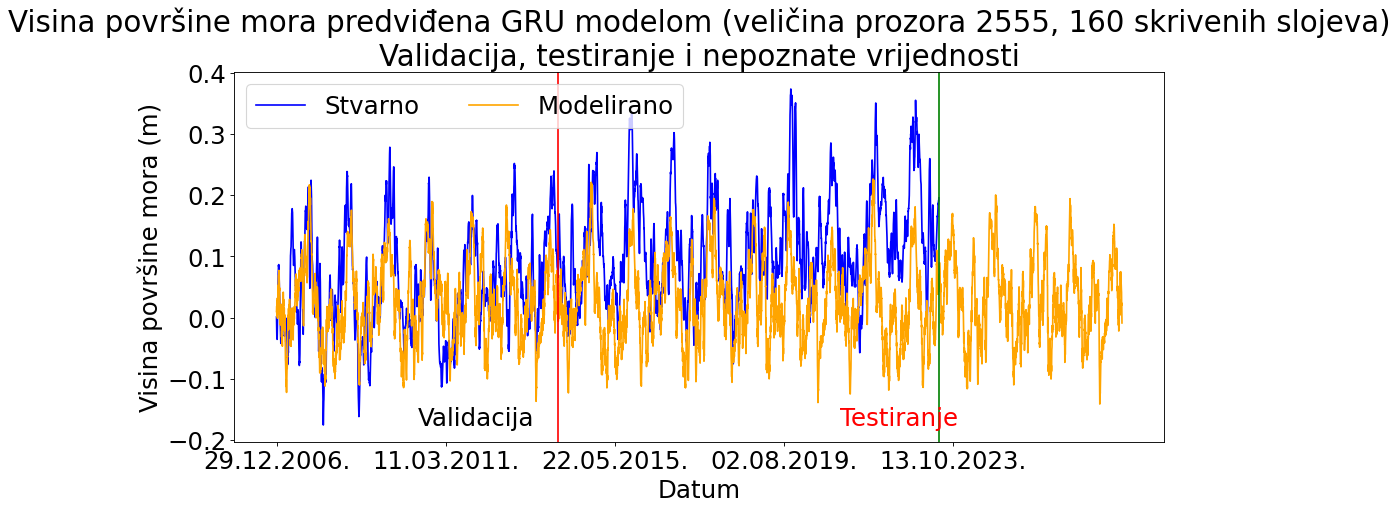 Visina površine mora predviđena GRU modelom (veličina prozora 2555, 160 skrivenih slojeva)
Validacija, testiranje i nepoznate vrijednosti
Stvarno
Modelirano
Visina površine mora (m)
0.4
0.3
0.2
0.1
0.0
−0.1
−0.2
Validacija
Testiranje
29.12.2006.
11.03.2011.
22.05.2015.
02.08.2019.
13.10.2023.
Datum